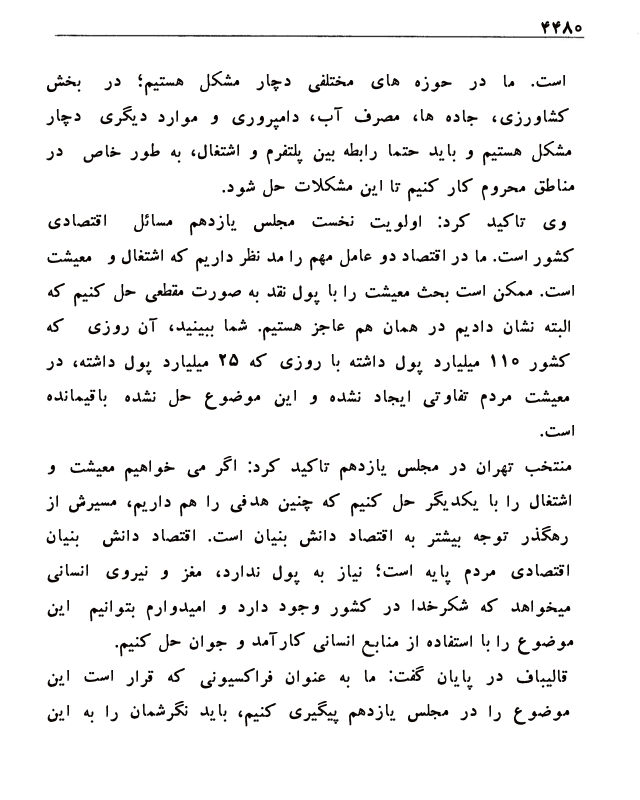 ۴۴۸۰
است. ما در حوزه های مختلفی دچار مشکل هستیم؛ در بخش
کشاورزی، جاده ها، مصرف آب، دامپروری و موارد دیگری دچار
مشکل هستیم و باید حتما رابطه بین پلتفرم و اشتغال، به طور خاص در
مناطق محروم کار کنیم تا این مشکلات حل شود.
وی تاکید کرد: اولویت نخست مجلس یازدهم مسائل اقتصادی
کشور است. ما در اقتصاد دو عامل مهم را مد نظر داریم که اشتغال و معیشت
است. ممکن است بحث معیشت را با پول نقد به صورت مقطعی حل کنیم که
البته نشان دادیم در همان هم عاجز هستیم. شما ببینید، آن روزی که
کشور ۱۱۰ میلیارد پول داشته با روزی که ۲۵ میلیارد پول داشته، در
معیشت مردم تفاوتی ایجاد نشده و این موضوع حل نشده باقیمانده
است.
منتخب تهران در مجلس یازدهم تاکید کرد: اگر می خواهیم معیشت و
اشتغال را با یکدیگر حل کنیم که چنین هدفی را هم داریم، مسیرش از
رهگذر توجه بیشتر به اقتصاد دانش بنیان است. اقتصاد دانش بنیان
اقتصادی مردم پایه است؛ نیاز به پول ندارد، مغز و نیروی انسانی
میخواهد که شکرخدا در کشور وجود دارد و امیدوارم بتوانیم این
موضوع را با استفاده از منابع انسانی کارآمد و جوان حل کنیم.
قالیباف در پایان گفت: ما به عنوان فراکسیونی که قرار است این
موضوع را در مجلس یازدهم پیگیری کنیم، باید نگرشمان را به این